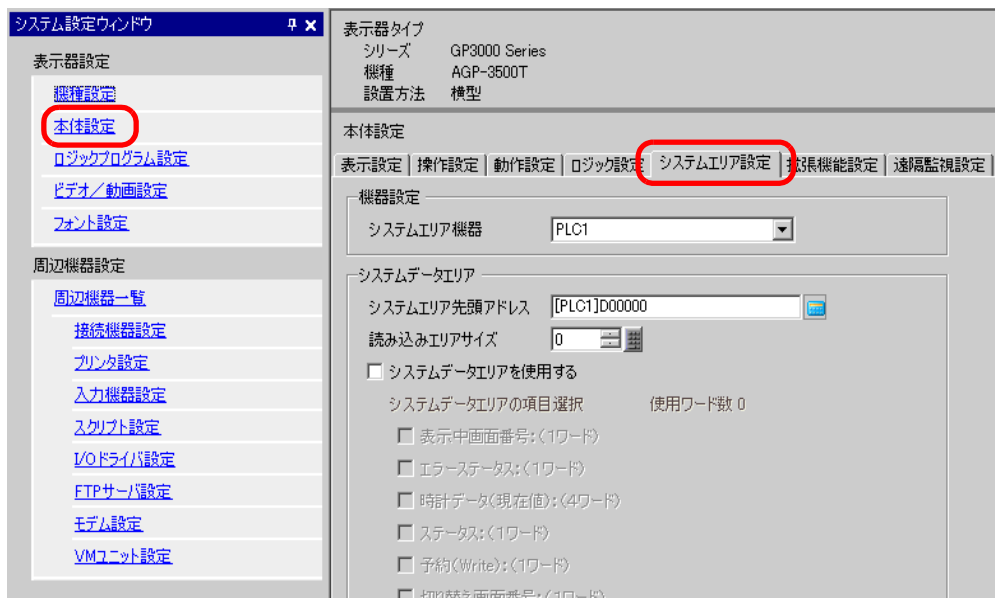 システム設定ウィンドウ
表示器設定
機種設定
本体設定
ロジックプログラム設定
ビデオ／動画設定
フォント設定
周辺機器設定
周辺機器一覧
接続機器設定
プリンタ設定
入力機器設定
スクリプト設定
I/Oドライバ設定
FTPサーバ設定
モデム設定
VMユニット設定
表示器タイプ
シリーズ GP3000 Series
機種 AGP-3500T
設置方法 横型
本体設定
表示設定 操作設定 動作設定 ロジック設定 システムエリア設定 拡張機能設定 遠隔監視設定
機器設定
システムエリア機器 PLC1
システムデータエリア
システムエリア先頭アドレス [PLC1]D00000
読み込みエリアサイズ 0
システムデータエリアを使用する
システムデータエリアの項目選択 使用ワード数 0
表示中画面番号:(1ワード)
エラーステータス:(1ワード)
時計データ(現在値):(4ワード)
ステータス:(1ワード)
予約(Write):(1ワード)
切り替え画面番号:(1ワード)